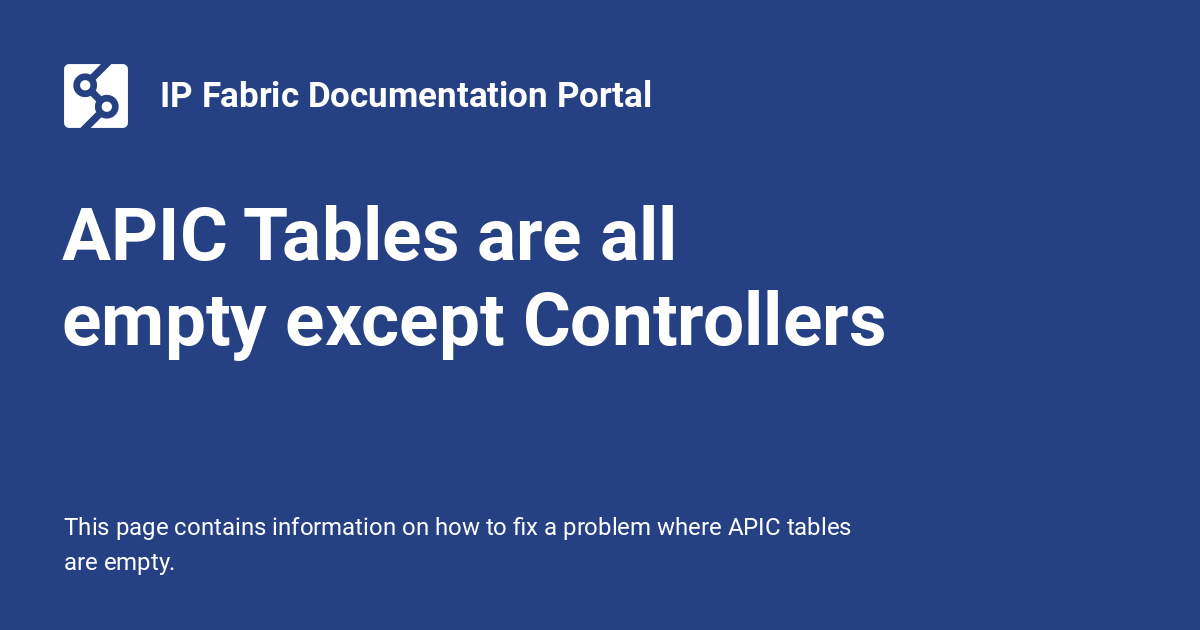 IP Fabric Documentation Portal
APIC Tables are all
empty except Controllers
This page contains information on how to fix a problem where APIC tables
are empty.